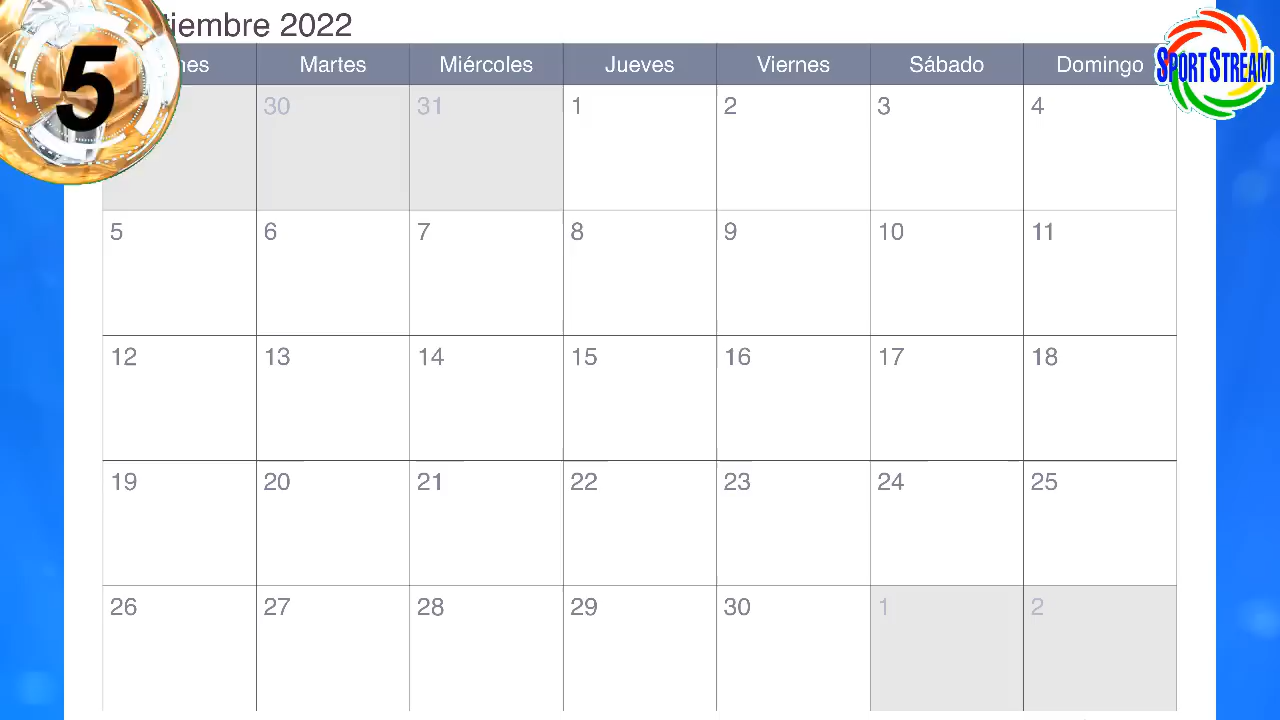 tiembre 2022
nes Martes Miércoles Jueves Viernes Sábado Domingo
5
SPORT STREAM
30 31 1 2 3 4
5 6 7 8 9 10 11
12 13 14 15 16 17 18
19 20 21 22 23 24 25
26 27 28 29 30 1 2